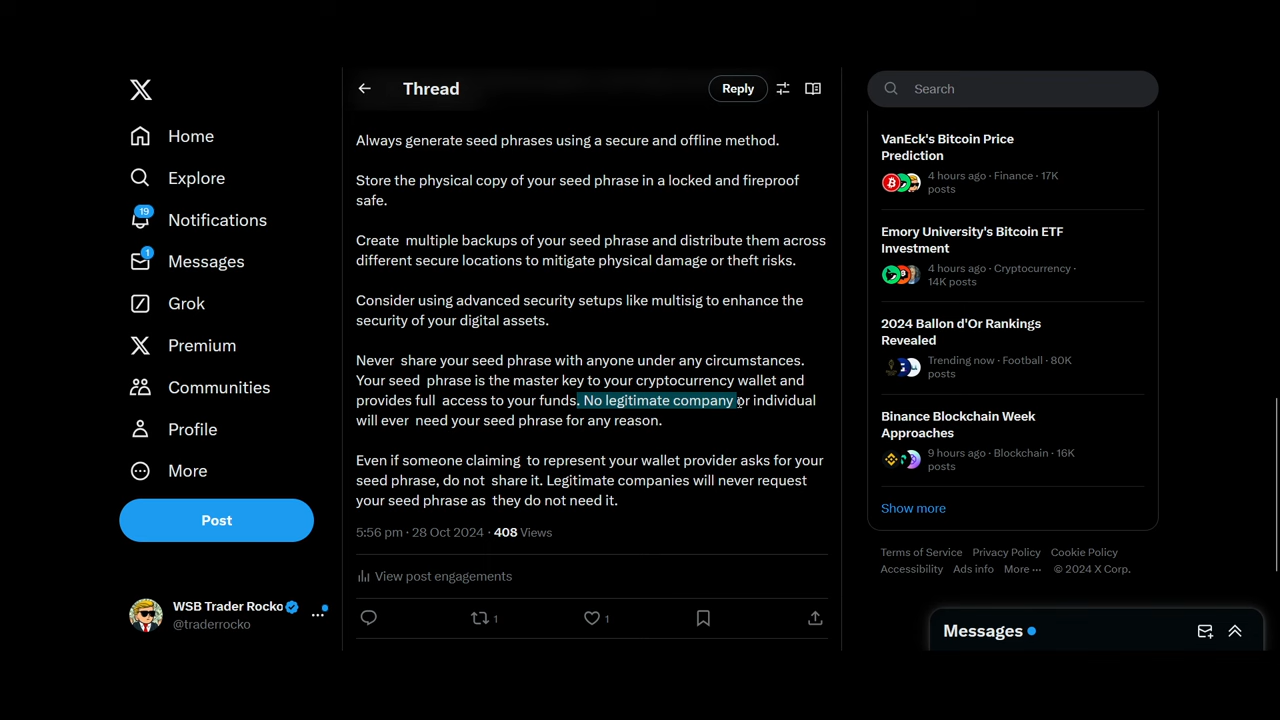 Home
Explore
19
Notifications
1
Messages
Grok
Premium
Communities
Profile
More
Post
WSB Trader Rocko
@traderrocko
Thread
Reply
Always generate seed phrases using a secure and offline method.
Store the physical copy of your seed phrase in a locked and fireproof
safe.
Create multiple backups of your seed phrase and distribute them across
different secure locations to mitigate physical damage or theft risks.
Consider using advanced security setups like multisig to enhance the
security of your digital assets.
Never share your seed phrase with anyone under any circumstances.
Your seed phrase is the master key to your cryptocurrency wallet and
provides full access to your funds. No legitimate company or individual
will ever need your seed phrase for any reason.
Even if someone claiming to represent your wallet provider asks for your
seed phrase, do not share it. Legitimate companies will never request
your seed phrase as they do not need it.
5:56 pm · 28 Oct 2024 · 408 Views
View post engagements
1
1
Search
VanEck's Bitcoin Price
Prediction
4 hours ago · Finance · 17K
posts
Emory University's Bitcoin ETF
Investment
4 hours ago · Cryptocurrency ·
14K posts
2024 Ballon d'Or Rankings
Revealed
Trending now · Football · 80K
posts
Binance Blockchain Week
Approaches
9 hours ago · Blockchain · 16K
posts
Show more
Terms of Service Privacy Policy Cookie Policy
Accessibility Ads info More ··· © 2024 X Corp.
Messages